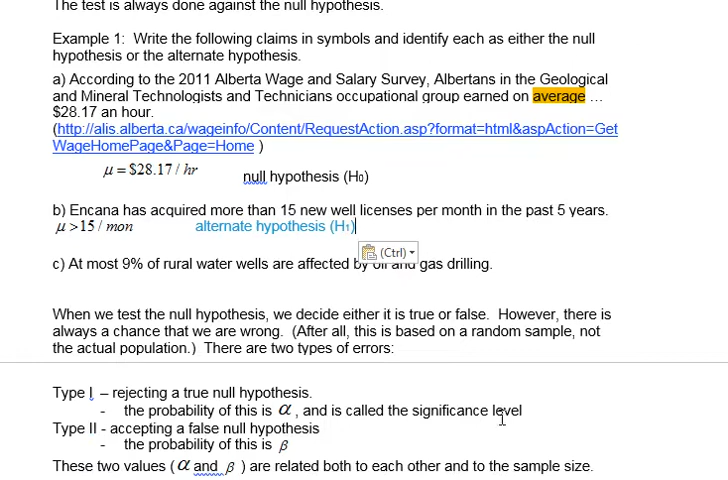 The test is always done against the null hypothesis.
Example 1: Write the following claims in symbols and identify each as either the null
hypothesis or the alternate hypothesis.
a) According to the 2011 Alberta Wage and Salary Survey, Albertans in the Geological
and Mineral Technologists and Technicians occupational group earned on average ...
$28.17 an hour.
(http://alis.alberta.ca/wageinfo/Content/RequestAction.asp?format=html&aspAction=Get
WageHomePage&Page=Home )
μ = $28.17 / hr null hypothesis (H₀)
b) Encana has acquired more than 15 new well licenses per month in the past 5 years.
μ >15 / mon alternate hypothesis (H₁)
(Ctrl)
c) At most 9% of rural water wells are affected by oil and gas drilling.
When we test the null hypothesis, we decide either it is true or false. However, there is
always a chance that we are wrong. (After all, this is based on a random sample, not
the actual population.) There are two types of errors:
Type I – rejecting a true null hypothesis.
- the probability of this is α , and is called the significance level
Type II - accepting a false null hypothesis
- the probability of this is β
These two values ( α and β ) are related both to each other and to the sample size.